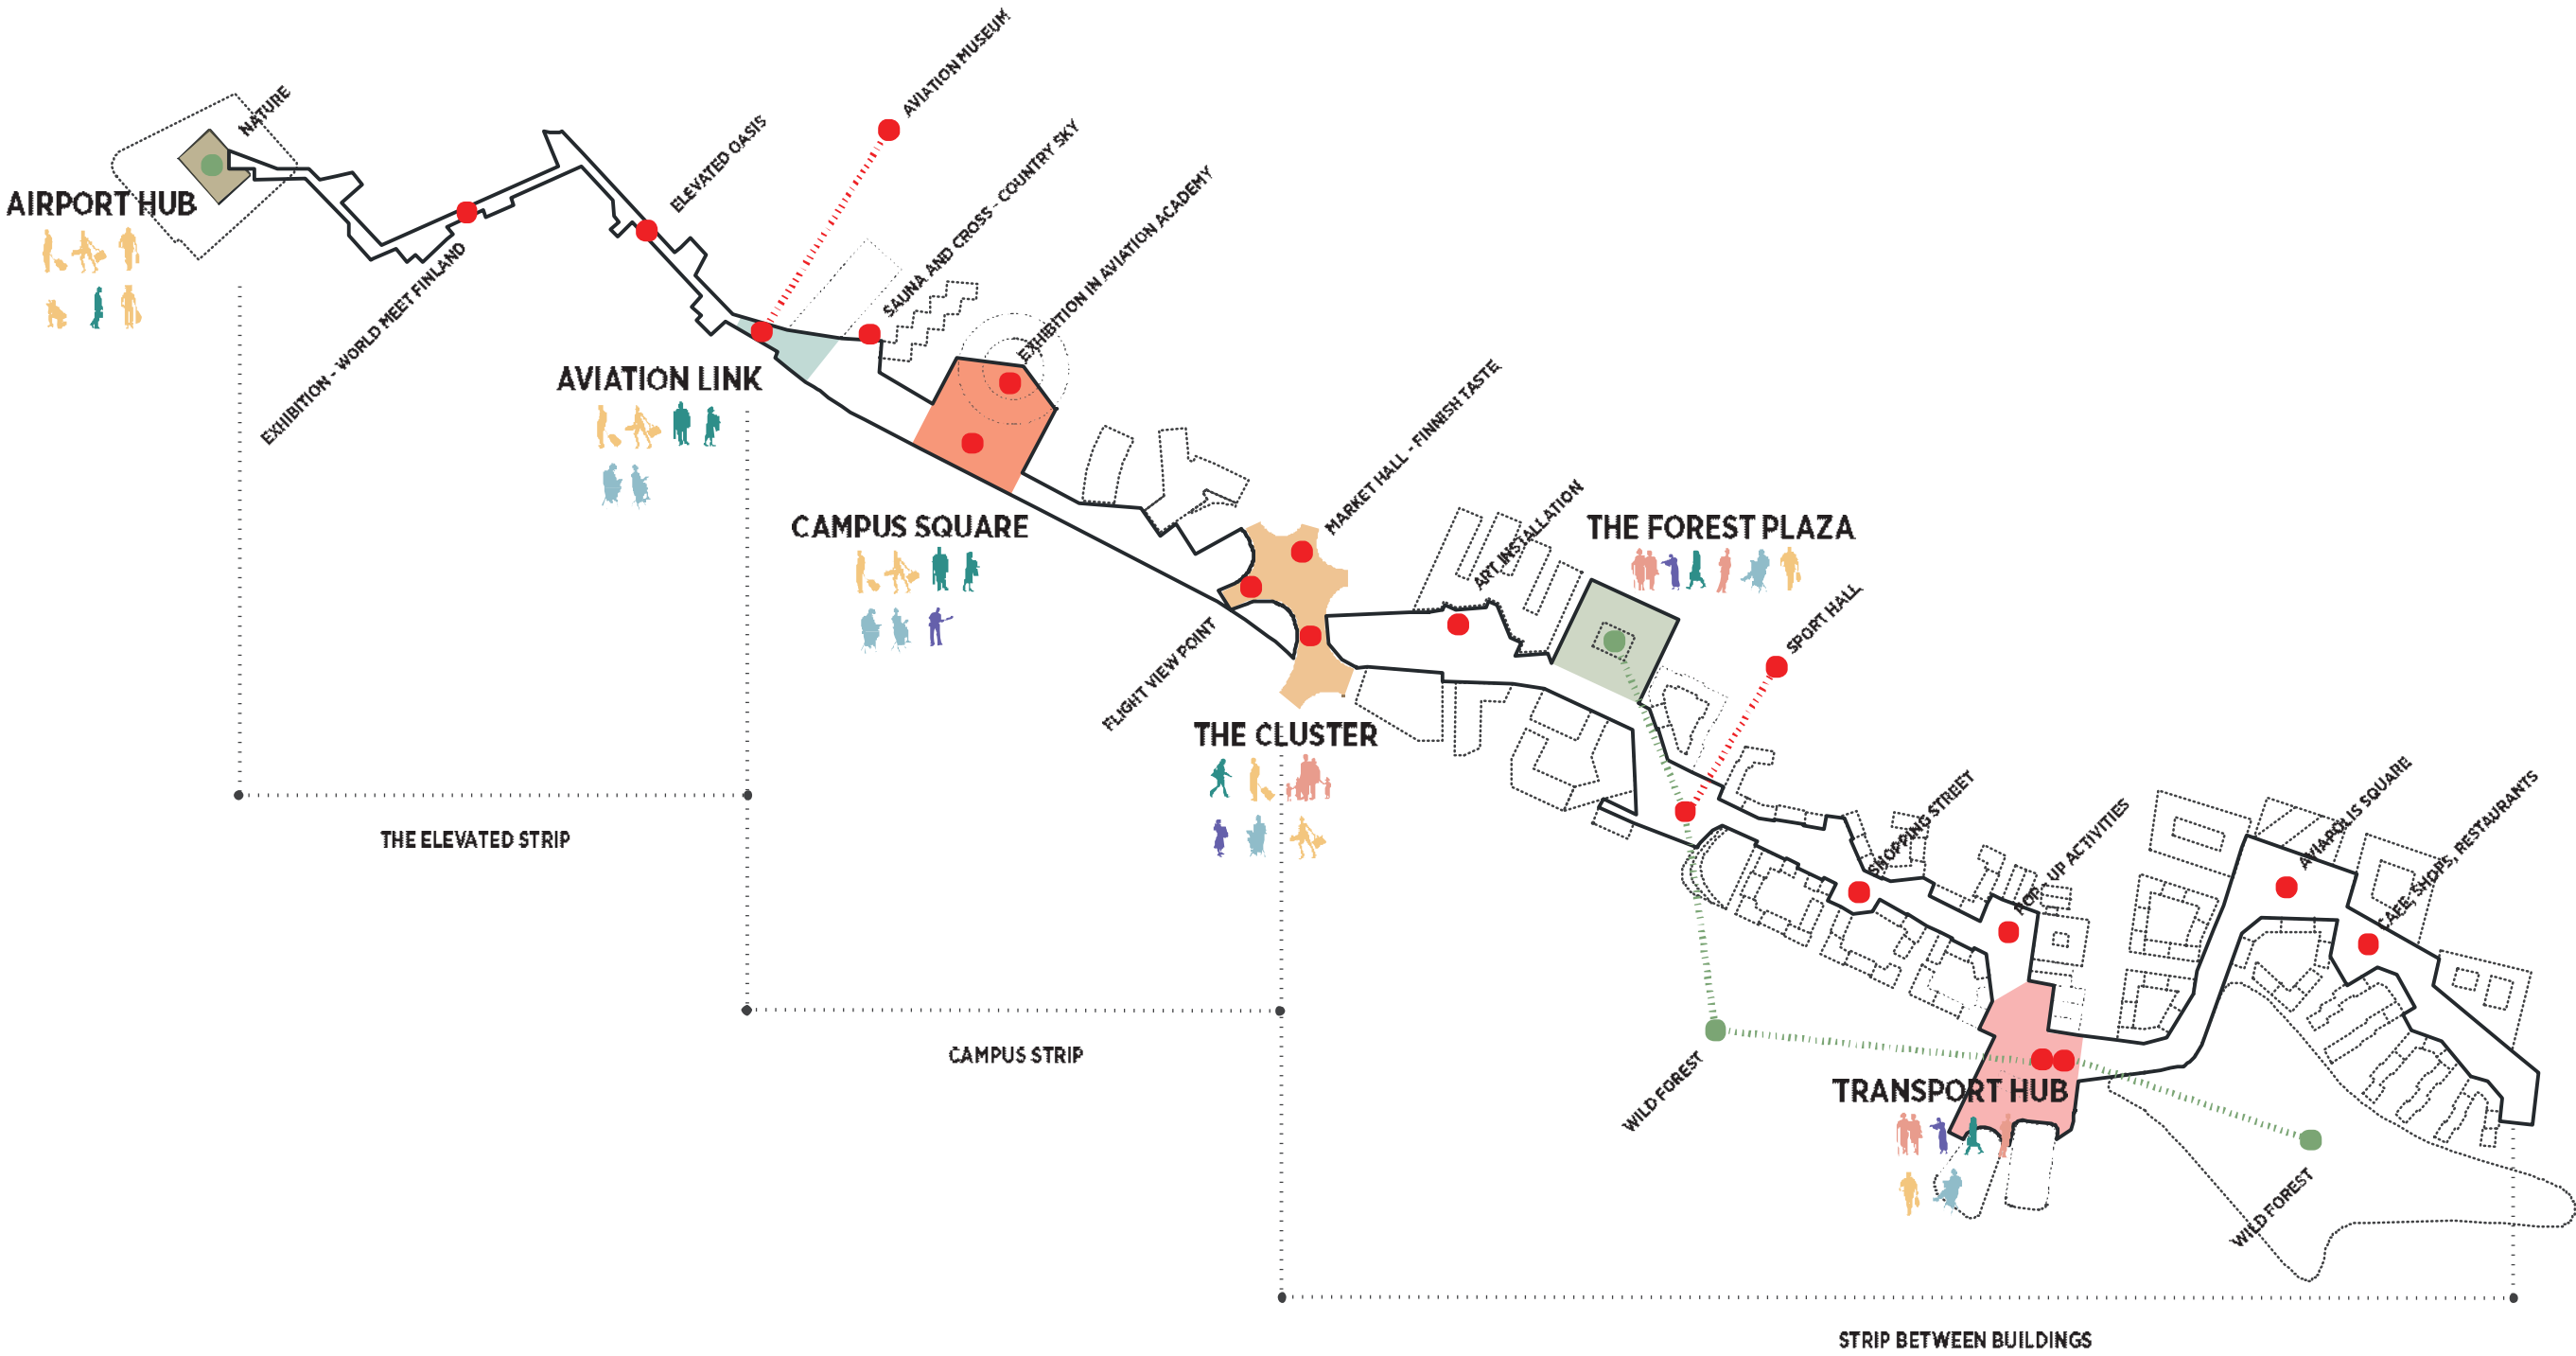 AVIATION MUSEUM
NATURE
ELEVATED OASIS
SAUNA AND CROSS - COUNTRY SKY
EXHIBITION IN AVIATION ACADEMY
AIRPORT HUB
EXHIBITION - WORLD MEET FINLAND
AVIATION LINK
MARKET HALL - FINNISH TASTE
CAMPUS SQUARE
ART INSTALLATION
THE FOREST PLAZA
SPORT HALL
FLIGHT VIEW POINT
THE CLUSTER
THE ELEVATED STRIP
SHOPPING STREET
POP - UP ACTIVITIES
AVIAPOLIS SQUARE
CAFE, SHOPS, RESTAURANTS
CAMPUS STRIP
WILD FOREST
TRANSPORT HUB
WILD FOREST
STRIP BETWEEN BUILDINGS